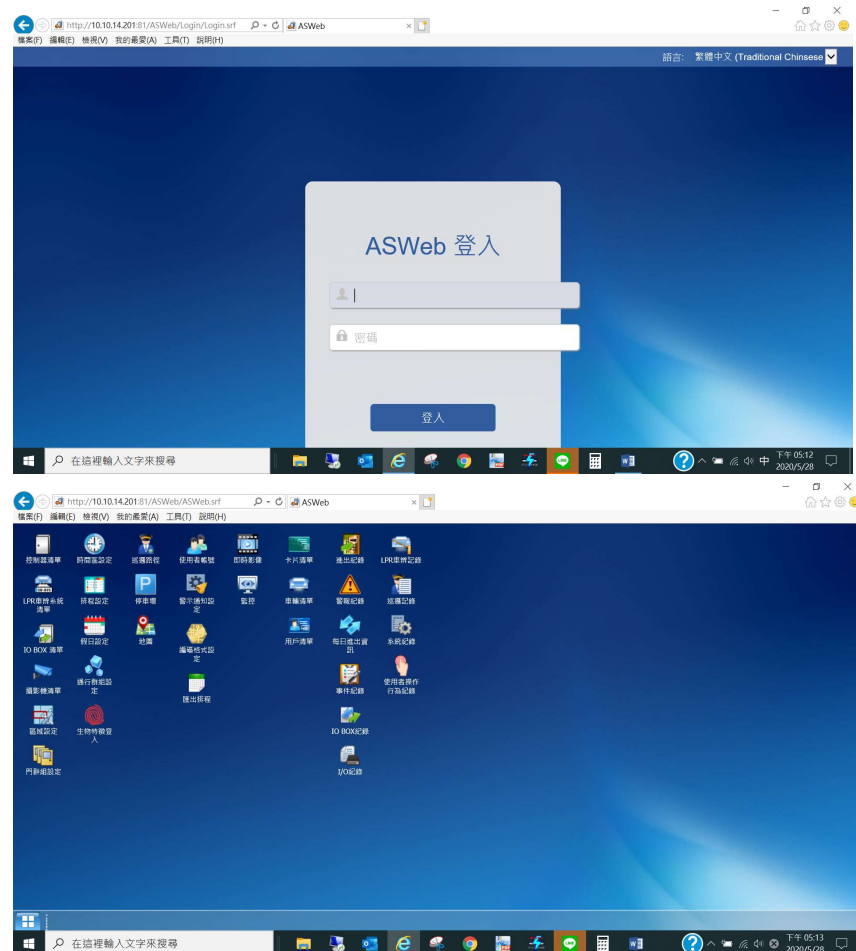 http://10.10.14.201:81/ASWeb/Login/Login.srf
ASWeb
檔案(F) 編輯(E) 檢視(V) 我的最愛(A) 工具(T) 說明(H)
語言: 繁體中文 (Traditional Chinsese
ASWeb 登入
密碼
登入
在這裡輸入文字來搜尋
中
下午 05:12
2020/5/28
http://10.10.14.201:81/ASWeb/ASWeb.srf
ASWeb
檔案(F) 編輯(E) 檢視(V) 我的最愛(A) 工具(T) 說明(H)
控制器清單 時間區設定 巡邏路徑 使用者帳號 即時影像 卡片清單 進出紀錄 LPR車辨記錄
LPR車辨系統清單 排程設定 停車場 警示通知設定 監控 車輛清單 警報紀錄 巡邏記錄
IO BOX 清單 假日設定 地圖 編碼格式設定 用戶清單 每日進出資訊 系統紀錄
攝影機清單 通行群組設定 匯出排程 事件紀錄 使用者操作行為紀錄
區域設定 生物特徵登入 IO BOX紀錄
門群組設定 I/O紀錄
在這裡輸入文字來搜尋
中
下午 05:13
2020/5/28